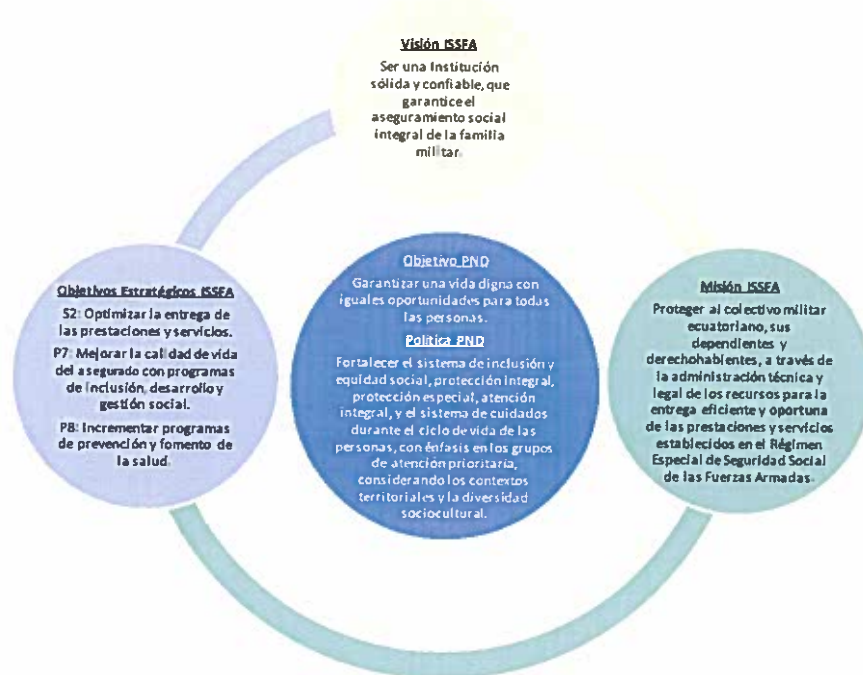 Visión ISSFA
Ser una Institución
sólida y confiable, que
garantice el
aseguramiento social
integral de la familia
militar.
Objetivos Estratégicos ISSFA
S2: Optimizar la entrega de
las prestaciones y servicios.
P7: Mejorar la calidad de vida
del asegurado con programas
de inclusión, desarrollo y
gestión social.
P8: Incrementar programas
de prevención y fomento de
la salud.
Objetivo PND
Garantizar una vida digna con
iguales oportunidades para todas
las personas.
Política PND
Fortalecer el sistema de inclusión y
equidad social, protección integral,
protección especial, atención
integral, y el sistema de cuidados
durante el ciclo de vida de las
personas, con énfasis en los grupos
de atención prioritaria,
considerando los contextos
territoriales y la diversidad
sociocultural.
Misión ISSFA
Proteger al colectivo militar
ecuatoriano, sus
dependientes y
derechohabientes, a través de
la administración técnica y
legal de los recursos para la
entrega eficiente y oportuna
de las prestaciones y servicios
establecidos en el Régimen
Especial de Seguridad Social
de las Fuerzas Armadas.